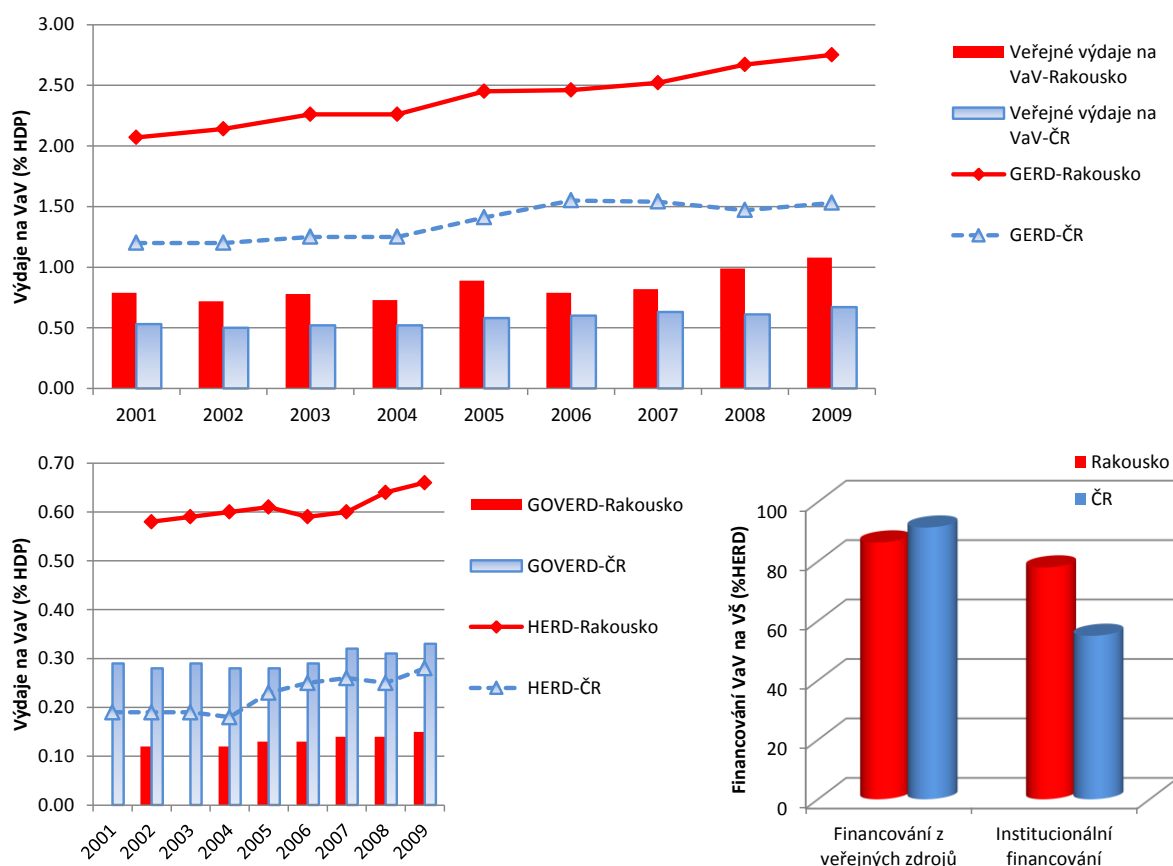 3.00
2.50
2.00
1.50
1.00
0.50
0.00
Výdaje na VaV (% HDP)
2001 2002 2003 2004 2005 2006 2007 2008 2009
Veřejné výdaje na
VaV-Rakousko
Veřejné výdaje na
VaV-ČR
GERD-Rakousko
GERD-ČR
0.70
0.60
0.50
0.40
0.30
0.20
0.10
0.00
Výdaje na VaV (% HDP)
2001 2002 2003 2004 2005 2006 2007 2008 2009
GOVERD-Rakousko
GOVERD-ČR
HERD-Rakousko
HERD-ČR
Rakousko
ČR
100
80
60
40
20
0
Financování VaV na VŠ (%HERD)
Financování z
veřejných zdrojů
Institucionální
financování